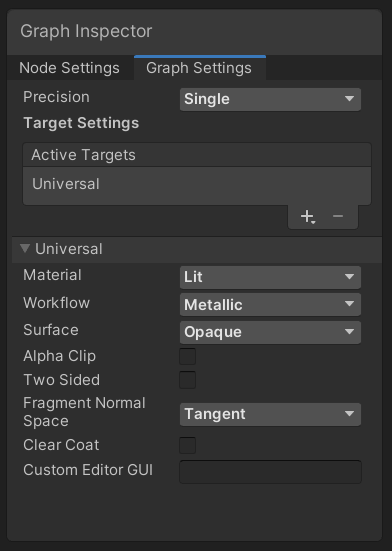 Graph Inspector
Node Settings Graph Settings
Precision Single
Target Settings
Active Targets
Universal
Universal
Material Lit
Workflow Metallic
Surface Opaque
Alpha Clip
Two Sided
Fragment Normal
Space Tangent
Clear Coat
Custom Editor GUI